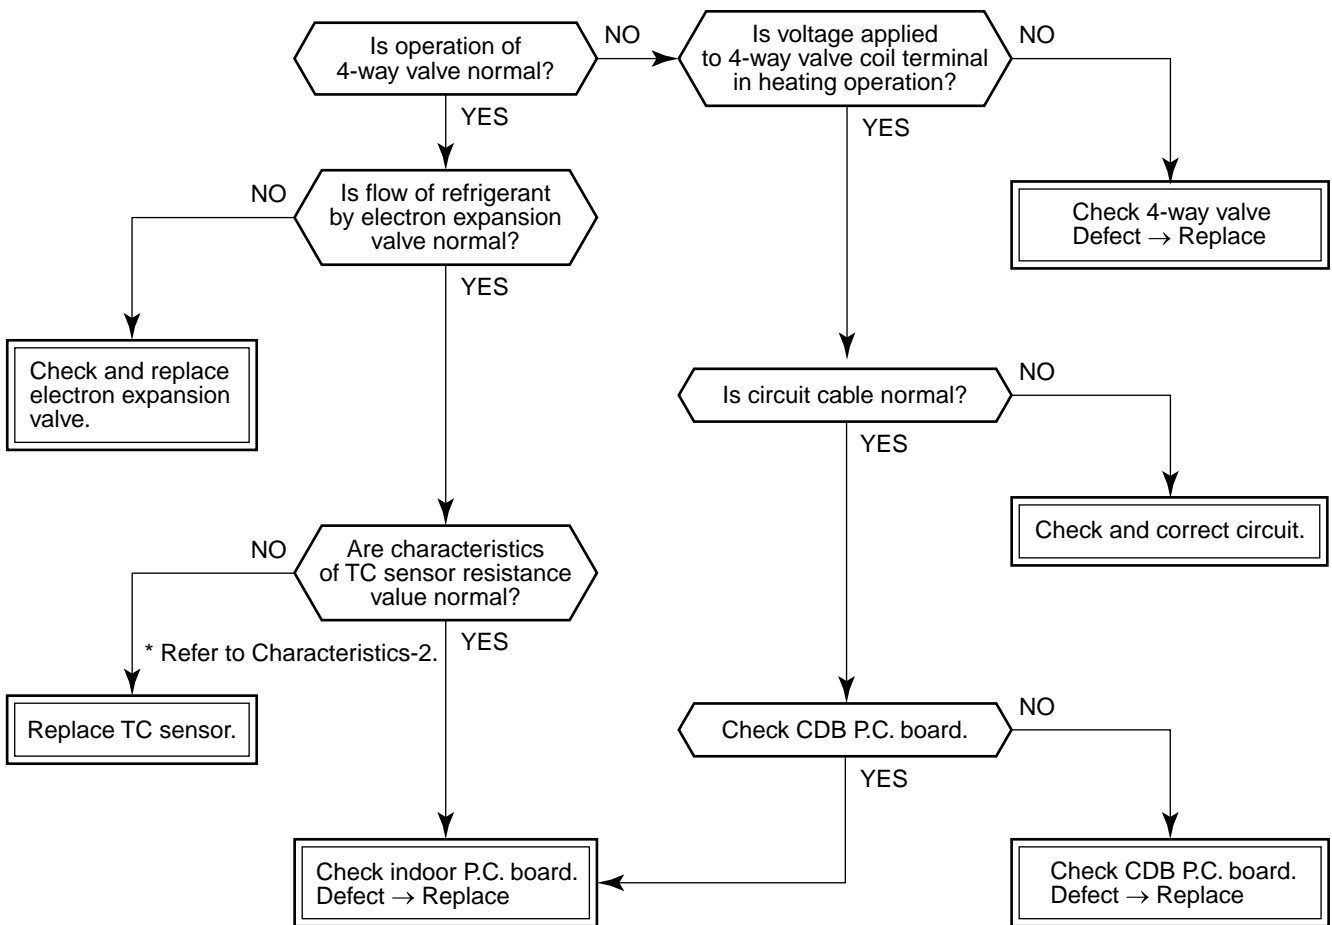 Is operation of
4-way valve normal?
NO
Is voltage applied
to 4-way valve coil terminal
in heating operation?
NO
YES
YES
Check 4-way valve
Defect → Replace
NO
Is flow of refrigerant
by electron expansion
valve normal?
YES
Check and replace
electron expansion
valve.
Is circuit cable normal?
NO
YES
Check and correct circuit.
NO
Are characteristics
of TC sensor resistance
value normal?
YES
* Refer to Characteristics-2.
Replace TC sensor.
Check CDB P.C. board.
NO
YES
Check indoor P.C. board.
Defect → Replace
Check CDB P.C. board.
Defect → Replace